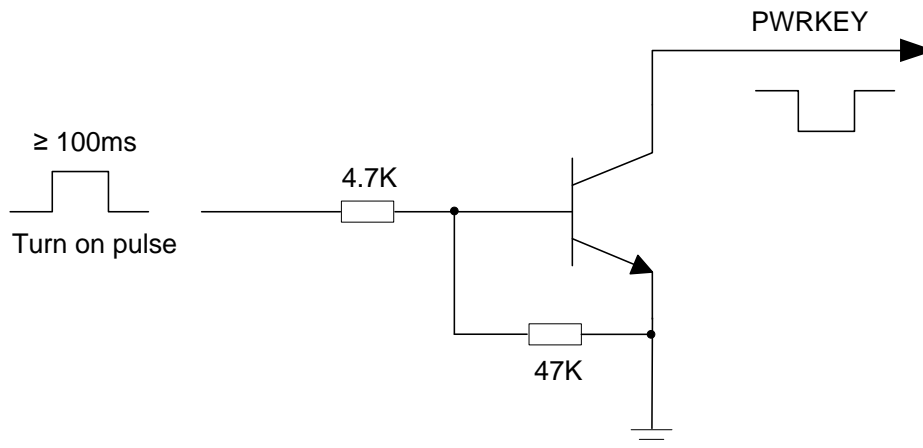 PWRKEY
≥ 100ms
4.7K
Turn on pulse
47K